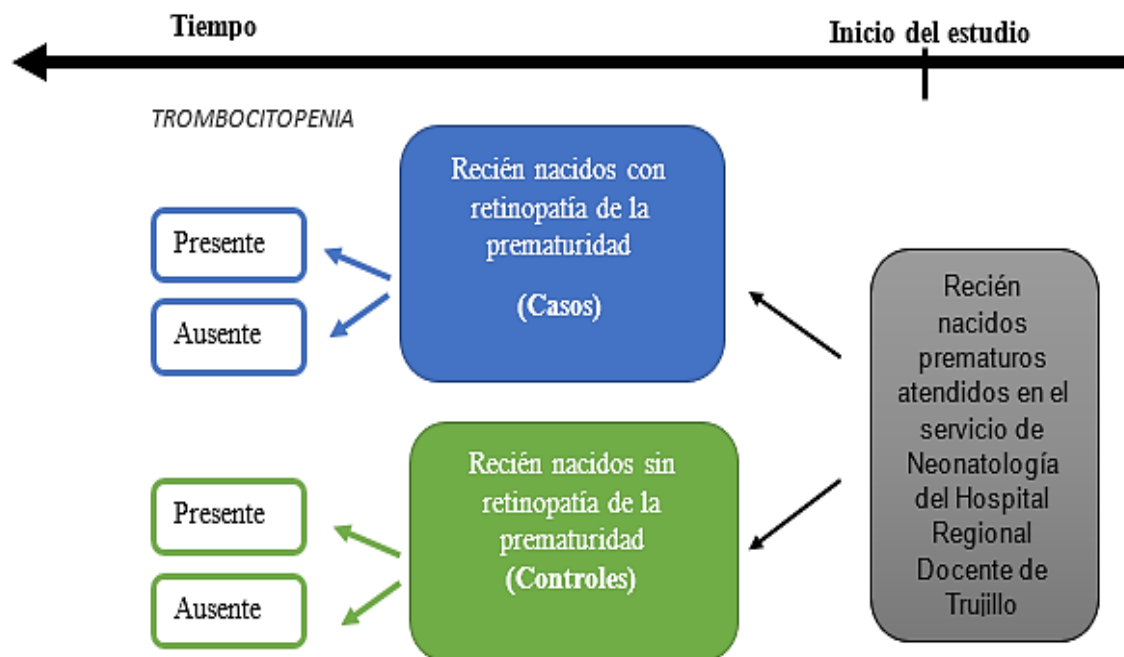 Tiempo
Inicio del estudio
TROMBOCITOPENIA
Recién nacidos con
retinopatía de la
prematuridad
(Casos)
Presente
Ausente
Recién nacidos sin
retinopatía de la
prematuridad
(Controles)
Presente
Ausente
Recién
nacidos
prematuros
atendidos en el
servicio de
Neonatología
del Hospital
Regional
Docente de
Trujillo